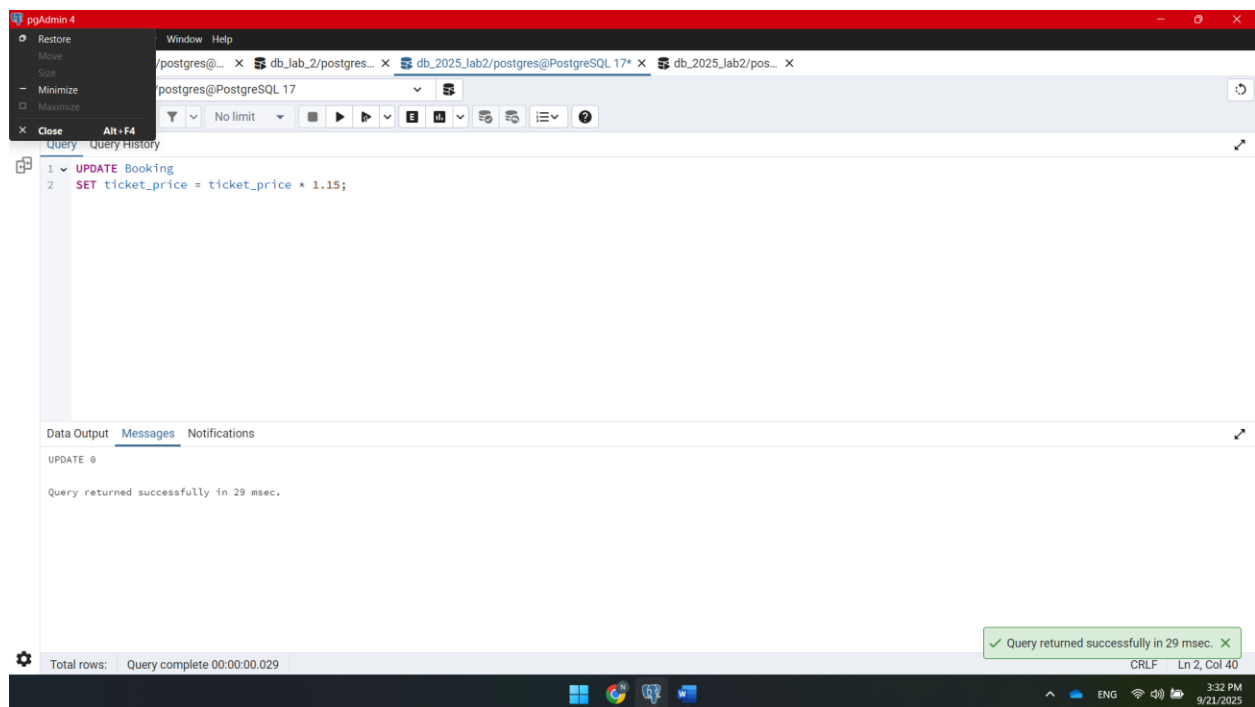 pgAdmin 4
Restore
Window Help
Move
Size
Minimize
Maximize
Close Alt+F4
/postgres@... db_lab_2/postgres... db_2025_lab2/postgres@PostgreSQL 17* db_2025_lab2/pos...
/postgres@PostgreSQL 17
No limit
E
Query Query History
1 UPDATE Booking
2 SET ticket_price = ticket_price * 1.15;
Data Output Messages Notifications
UPDATE 0
Query returned successfully in 29 msec.
Query returned successfully in 29 msec.
Total rows: Query complete 00:00:00.029 CRLF Ln 2, Col 40
N
W
ENG 3:32 PM
9/21/2025